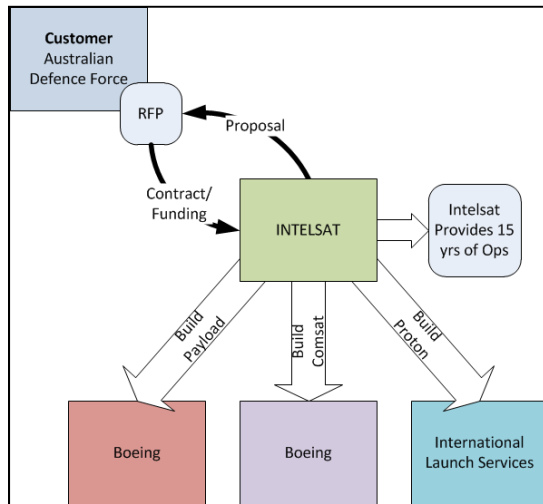 Customer
Australian
Defence Force
RFP
Proposal
Contract/
Funding
INTELSAT
Intelsat
Provides 15
yrs of Ops
Build
Payload
Build
Comsat
Build
Proton
Boeing
Boeing
International
Launch Services